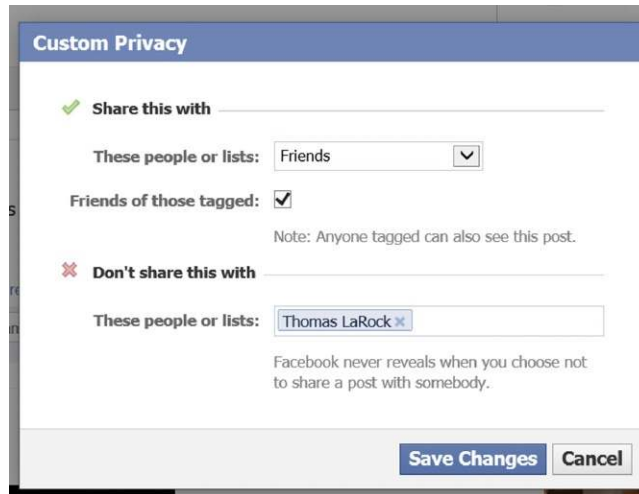 Custom Privacy
Share this with
These people or lists: Friends
Friends of those tagged:
Note: Anyone tagged can also see this post.
Don't share this with
These people or lists: Thomas LaRock
Facebook never reveals when you choose not
to share a post with somebody.
Save Changes Cancel